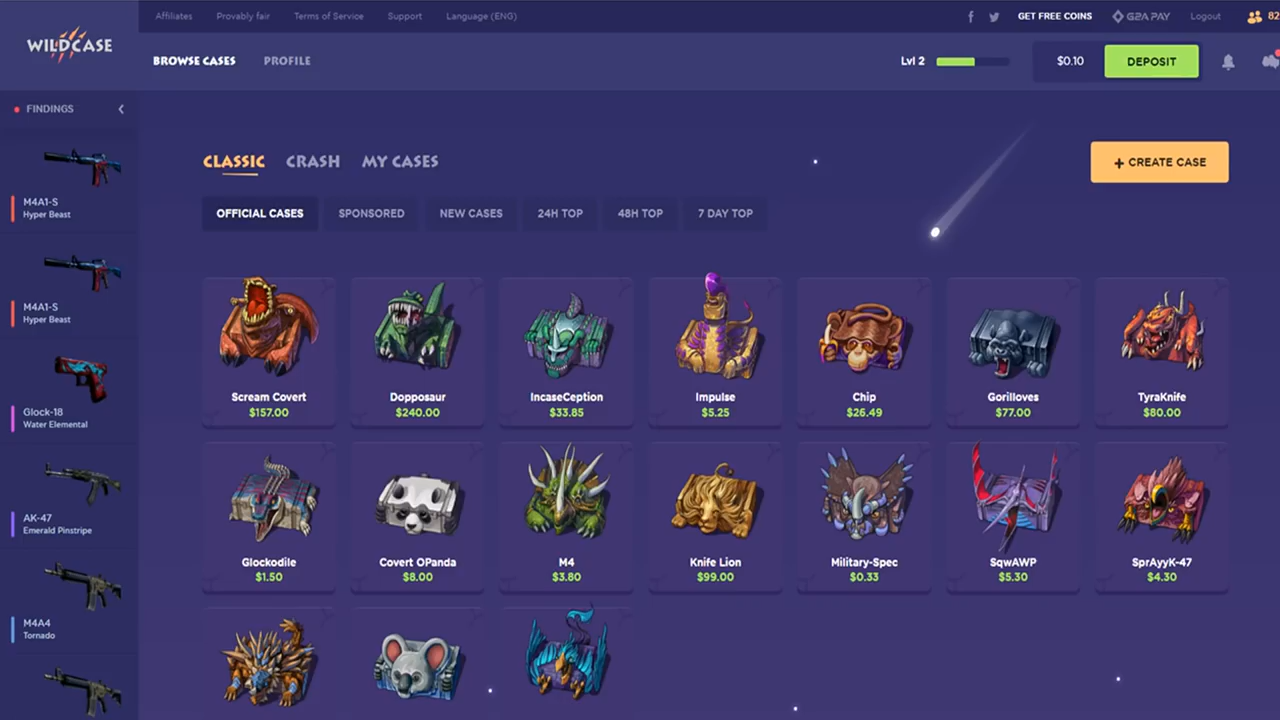 Affiliates
Provably fair
Terms of Service
Support
Language (ENG)
GET FREE COINS
G2A PAY
Logout
82
WILDCASE
BROWSE CASES
PROFILE
Lvl 2
$0.10
DEPOSIT
FINDINGS
M4A1-S
Hyper Beast
M4A1-S
Hyper Beast
Glock-18
Water Elemental
AK-47
Emerald Pinstripe
M4A4
Tornado
CLASSIC
CRASH
MY CASES
+ CREATE CASE
OFFICIAL CASES
SPONSORED
NEW CASES
24H TOP
48H TOP
7 DAY TOP
Scream Covert
$157.00
Dopposaur
$240.00
IncaseCeption
$33.85
Impulse
$5.25
Chip
$26.49
Gorilloves
$77.00
TyraKnife
$80.00
Glockodile
$1.50
Covert OPanda
$8.00
M4
$3.80
Knife Lion
$99.00
Military-Spec
$0.33
SqwAWP
$5.30
SprAyyK-47
$4.30